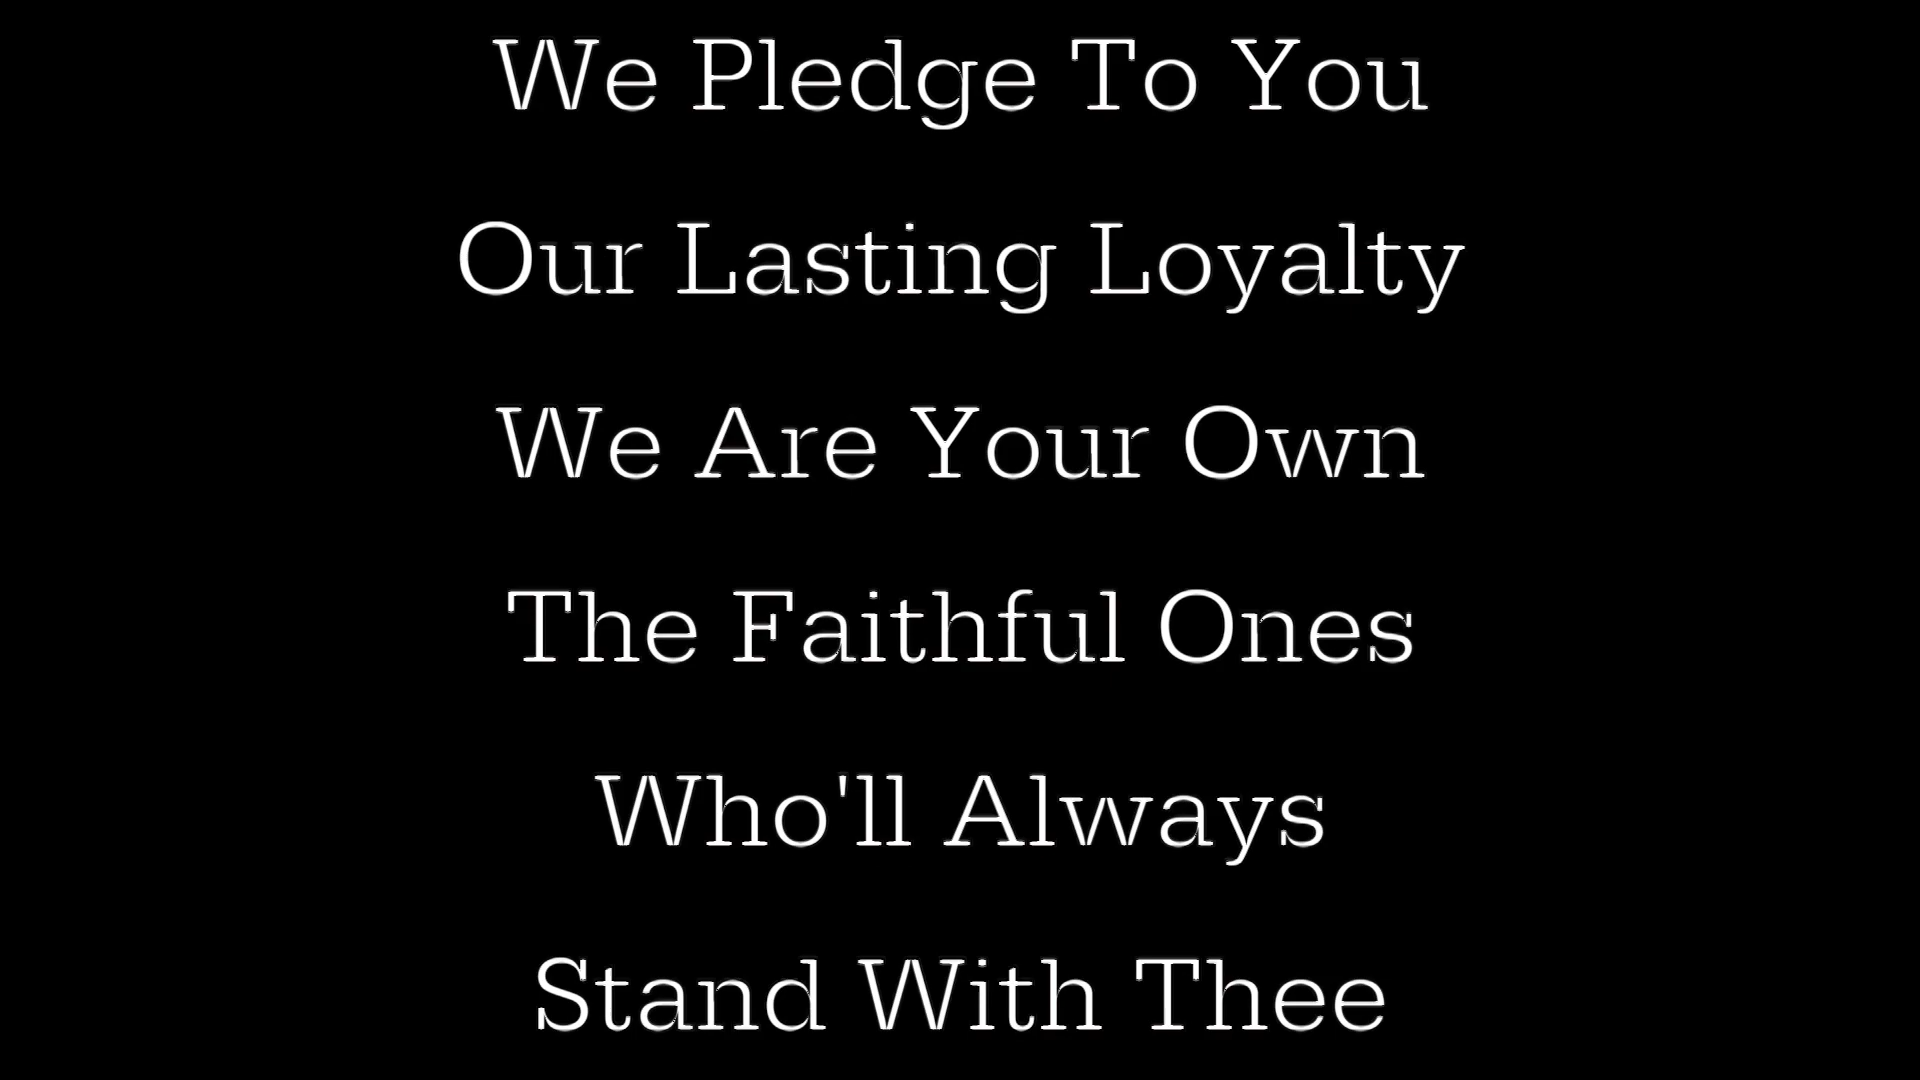 We Pledge To You
Our Lasting Loyalty
We Are Your Own
The Faithful Ones
Who'll Always
Stand With Thee